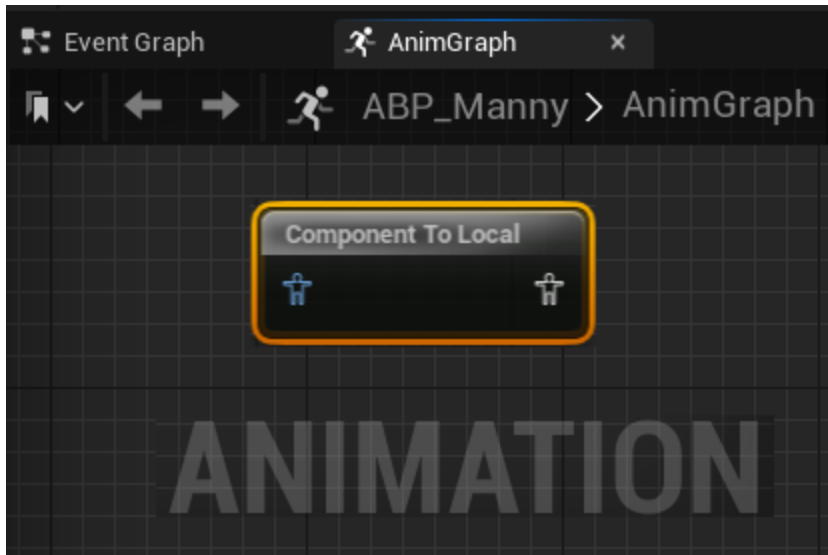 Event Graph
AnimGraph
ABP_Manny > AnimGraph
Component To Local
ANIMATION